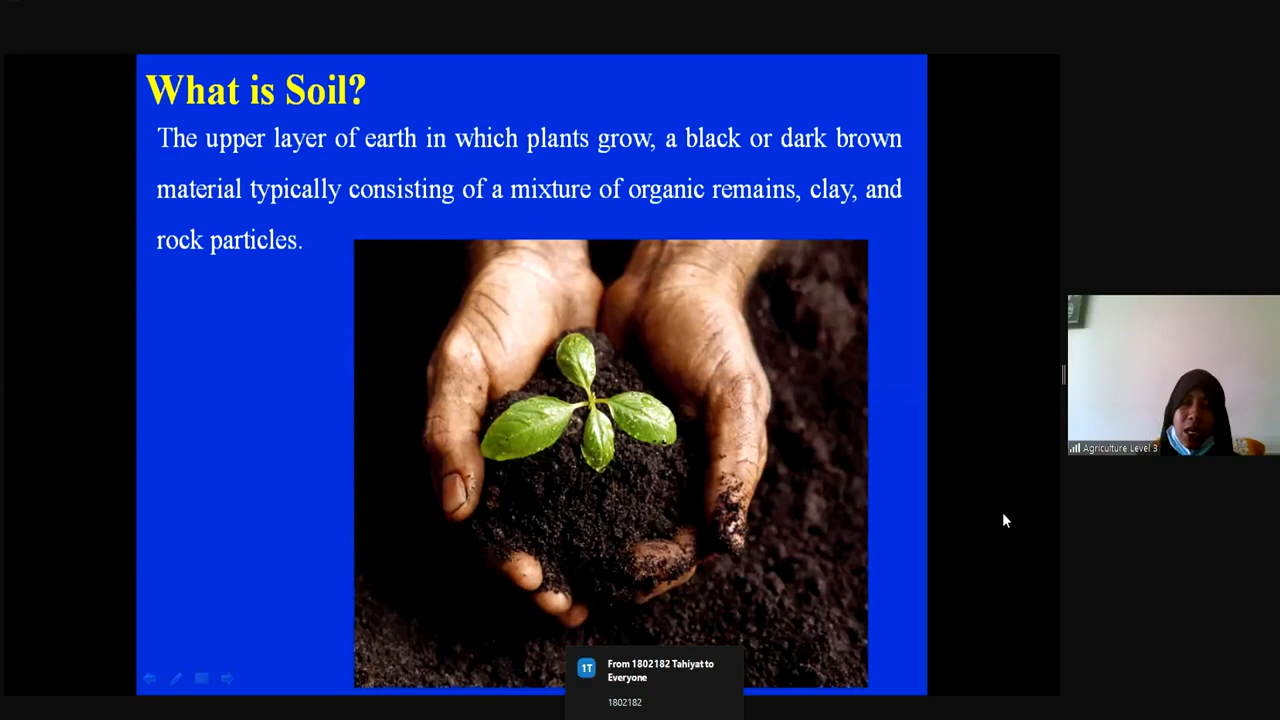 What is Soil?
The upper layer of earth in which plants grow, a black or dark brown
material typically consisting of a mixture of organic remains, clay, and
rock particles.
Agriculture Level 3
1T
From 1802182 Tahiyat to
Everyone
1802182